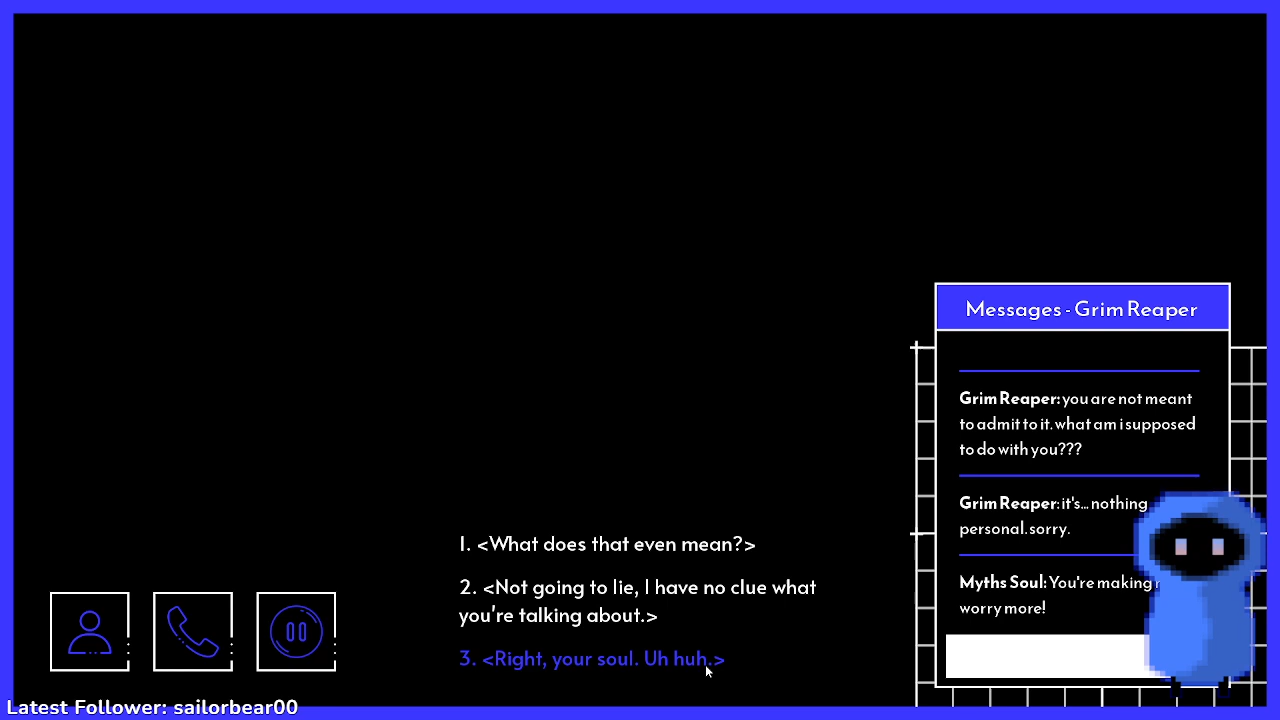 Messages - Grim Reaper
Grim Reaper: you are not meant
to admit to it. what am i supposed
to do with you???
Grim Reaper: it's... nothing
personal. sorry.
Myths Soul: You're making
worry more!
1. <What does that even mean?>
2. <Not going to lie, I have no clue what
you're talking about.>
3. <Right, your soul. Uh huh.>
Latest Follower: sailorbear00